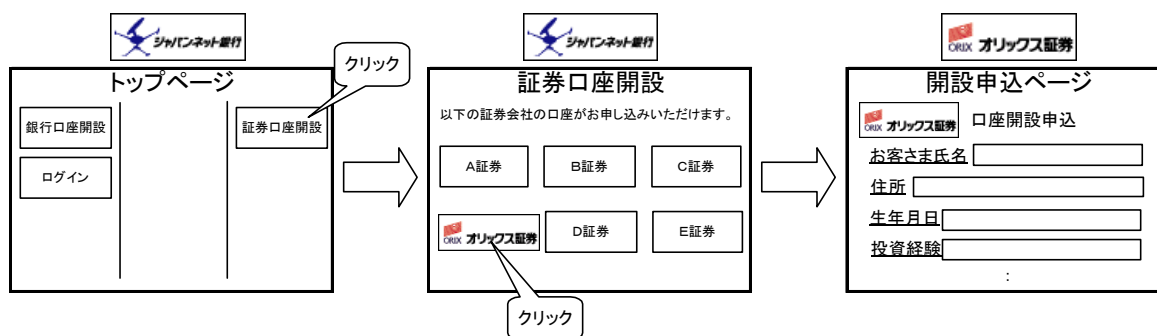 ジャパンネット銀行
トップページ
銀行口座開設
ログイン
証券口座開設
クリック
ジャパンネット銀行
証券口座開設
以下の証券会社の口座がお申し込みいただけます。
A証券
B証券
C証券
ORIX オリックス証券
D証券
E証券
クリック
ORIX オリックス証券
開設申込ページ
ORIX オリックス証券 口座開設申込
お客さま氏名
住所
生年月日
投資経験
: